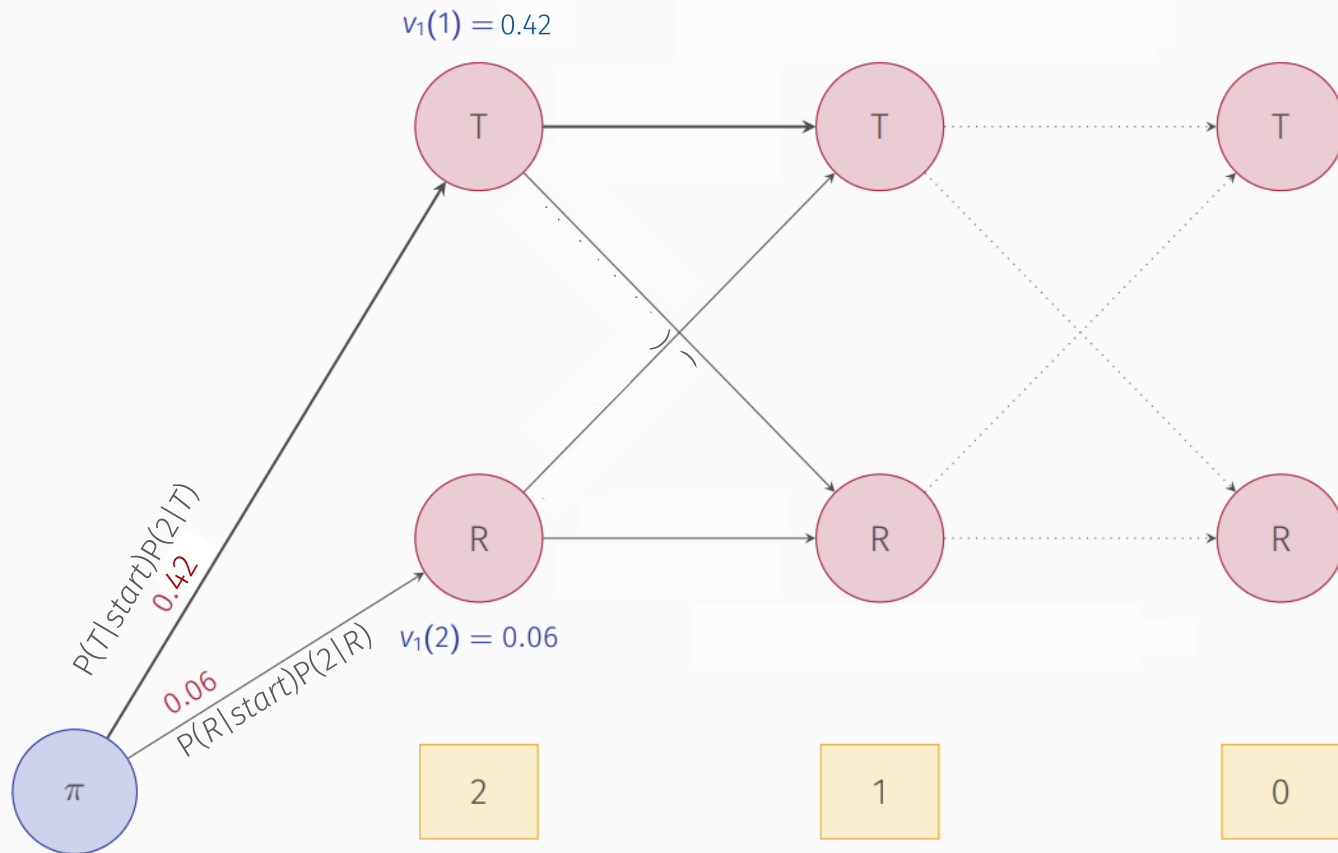 v₁(1) = 0.42
T
T
T
P(T|start)P(2|T)
0.42
R
R
R
v₁(2) = 0.06
0.06
P(R|start)P(2|R)
π
2
1
0